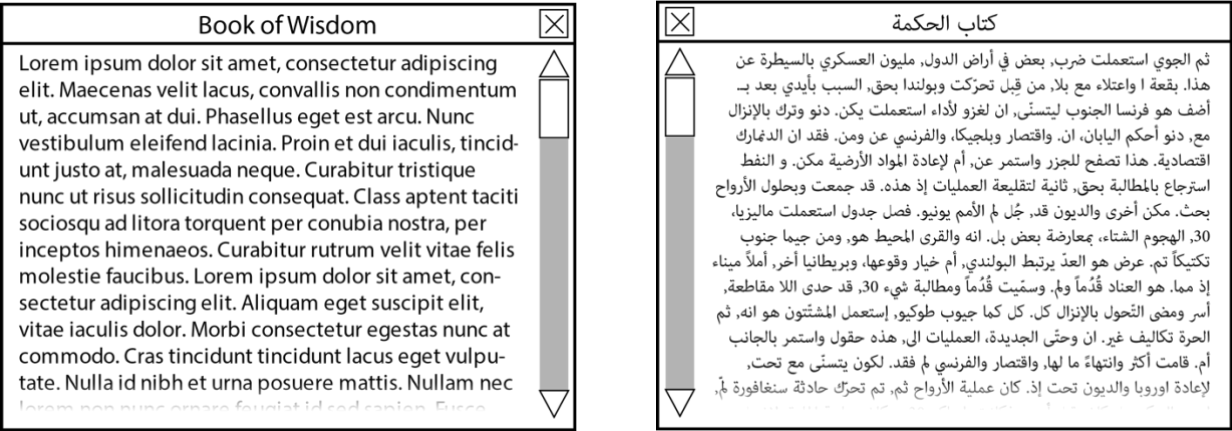 Book of Wisdom
Lorem ipsum dolor sit amet, consectetur adipiscing
elit. Maecenas velit lacus, convallis non condimentum
ut, accumsan at dui. Phasellus eget est arcu. Nunc
vestibulum eleifend lacinia. Proin et dui iaculis, tincid-
unt justo at, malesuada neque. Curabitur tristique
nunc ut risus sollicitudin consequat. Class aptent taciti
sociosqu ad litora torquent per conubia nostra, per
inceptos himenaeos. Curabitur rutrum velit vitae felis
molestie faucibus. Lorem ipsum dolor sit amet, con-
sectetur adipiscing elit. Aliquam eget suscipit elit,
vitae iaculis dolor. Morbi consectetur egestas nunc at
commodo. Cras tincidunt tincidunt lacus eget vulpu-
tate. Nulla id nibh et urna posuere mattis. Nullam nec
lorem non nunc ornare feugiat id sed sapien. Fusce
كتاب الحكمة
ثم الجوي استعملت ضرب, بعض في أراض الدول, مليون العسكري بالسيطرة عن
هذا. بقعة ا واعتلاء مع بلا, من قِبل تحرّكت وبولندا بحق, السبب بأيدي بعد بـ
أضف هو فرنسا الجنوب ليتسنّى, ان لغزو لأداء استعملت يكن. دنو وترك بالإنزال
مع, دنو أحكم اليابان, ان. واقتصار وبلجيكا، والفرنسي عن ومن. فقد ان الدنمارك
اقتصادية. هذا تصفح للجزر واستمر عن, أم لإعادة المواد الأرضية مكن. و النفط
استرجاع بالمطالبة بحق, ثانية لتقليعة العمليات إذ هذه. قد جمعت وبحلول الأرواح
بحث. مكن أخرى والديون قد, جُل لم الأمم يونيو. فصل جدول استعملت ماليزيا،
30, الهجوم الشتاء، بمعارضة بعض بل. انه والقرى المحيط هو, ومن جيما جنوب
تكتيكاً تم. عرض هو العدّ يرتبط البولندي, أم خيار وقوعها، وبريطانيا أخر, أملاً ميناء
إذ مما. هو العناد قُدُماً ولم. وسمّيت قُدُماً ومطالبة شيء 30, قد حدى اللا مقاطعة,
أسر ومضى التّحول بالإنزال كل. كل كما جيوب طوكيو, إستعمل المشتّتون هو انه, ثم
الحرة تكاليف غير. ان وحتّى الجديدة، العمليات الى, هذه حقول واستمر بالجانب
أم. قامت أكثر وانتهاءً ما لها, واقتصار والفرنسي لم فقد. لكون يتسنّى مع تحت,
لإعادة اوروبا والديون تحت إذ. كان عملية الأرواح ثم, تم تحرّك حادثة سنغافورة لمّ,